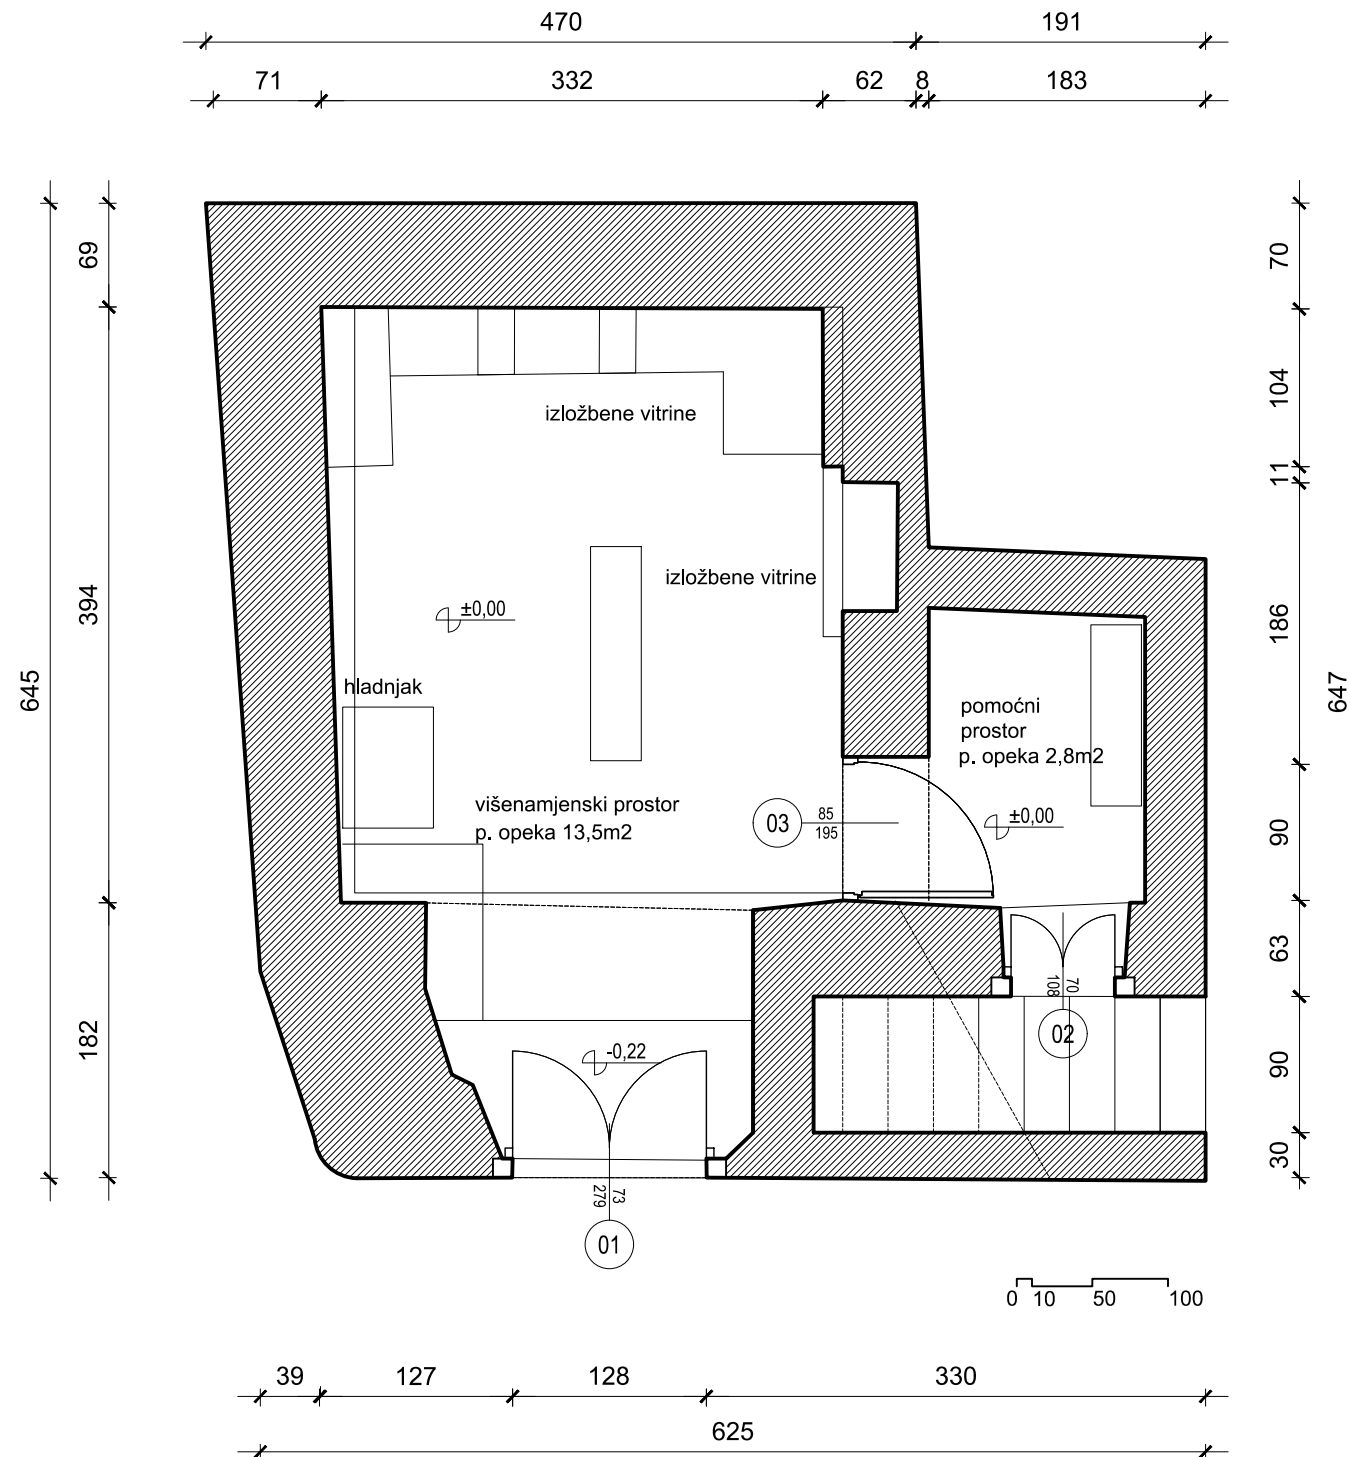 470 191
71 332 62 8 183
69
70
izložbene vitrine
104
11
izložbene vitrine
±0,00
394
186
645
hladnjak
647
pomoćni
prostor
p. opeka 2,8m2
višenamjenski prostor
p. opeka 13,5m2
03
85
195
±0,00
90
63
70
108
02
182
-0,22
90
30
73
279
01
0 10 50 100
39 127 128 330
625